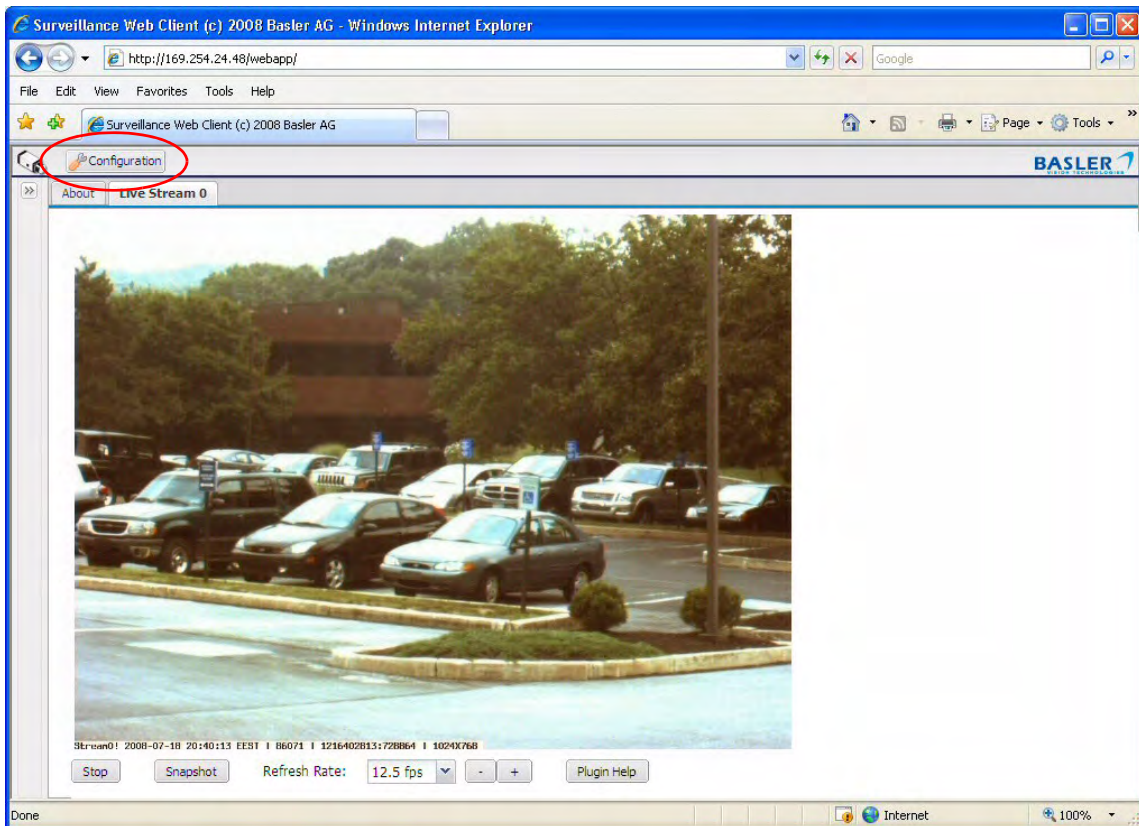 Surveillance Web Client (c) 2008 Basler AG - Windows Internet Explorer
http://169.254.24.48/webapp/
Google
File Edit View Favorites Tools Help
Surveillance Web Client (c) 2008 Basler AG
Page Tools »
Configuration
BASLER
VISION TECHNOLOGIES
» About Live Stream 0
Stream0! 2008-07-18 20:40:13 EEST | 86071 | 1216402813:728864 | 1024X768
Stop Snapshot Refresh Rate: 12.5 fps - + Plugin Help
Done Internet 100%